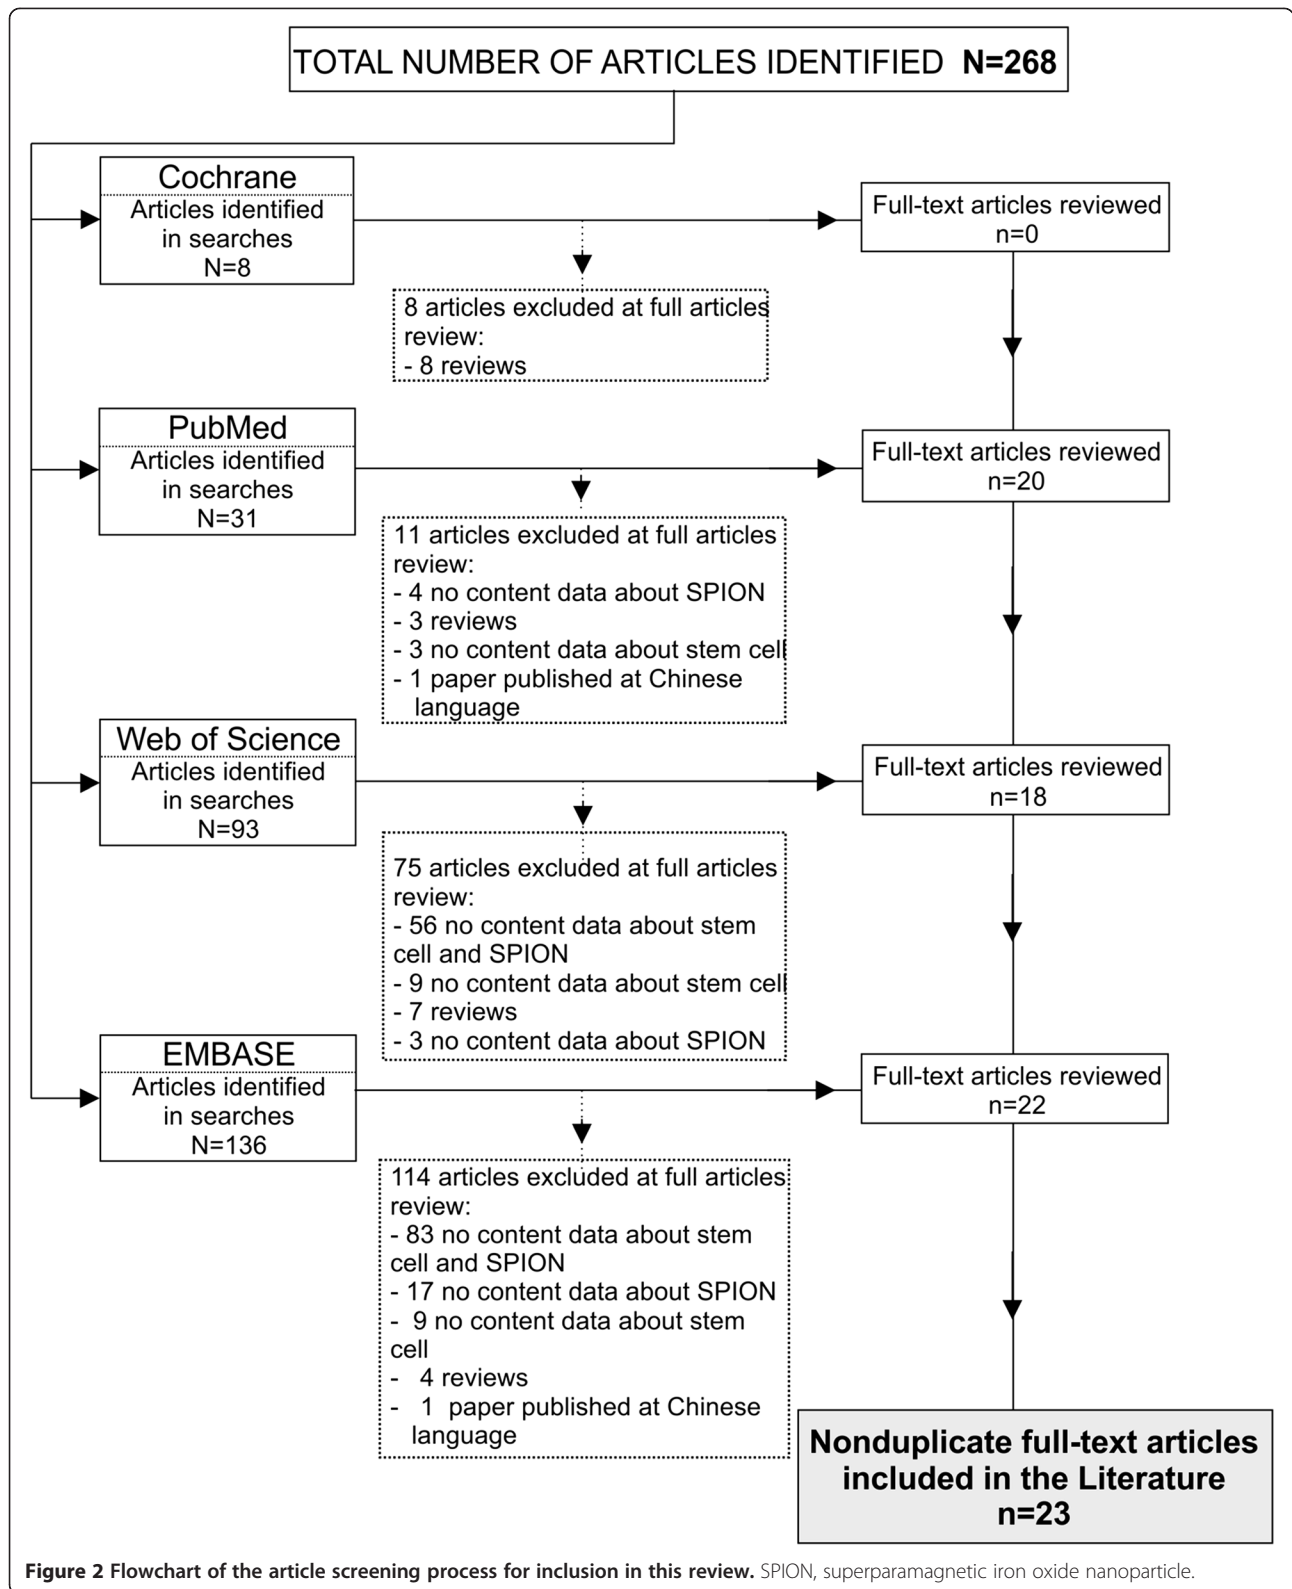 TOTAL NUMBER OF ARTICLES IDENTIFIED N=268
Cochrane
Articles identified
in searches
N=8
Full-text articles reviewed
n=0
8 articles excluded at full articles
review:
- 8 reviews
PubMed
Articles identified
in searches
N=31
Full-text articles reviewed
n=20
11 articles excluded at full articles
review:
- 4 no content data about SPION
- 3 reviews
- 3 no content data about stem cell
- 1 paper published at Chinese
language
Web of Science
Articles identified
in searches
N=93
Full-text articles reviewed
n=18
75 articles excluded at full articles
review:
- 56 no content data about stem
cell and SPION
- 9 no content data about stem cell
- 7 reviews
- 3 no content data about SPION
EMBASE
Articles identified
in searches
N=136
Full-text articles reviewed
n=22
114 articles excluded at full articles
review:
- 83 no content data about stem
cell and SPION
- 17 no content data about SPION
- 9 no content data about stem
cell
- 4 reviews
- 1 paper published at Chinese
language
Nonduplicate full-text articles
included in the Literature
n=23
Figure 2 Flowchart of the article screening process for inclusion in this review. SPION, superparamagnetic iron oxide nanoparticle.